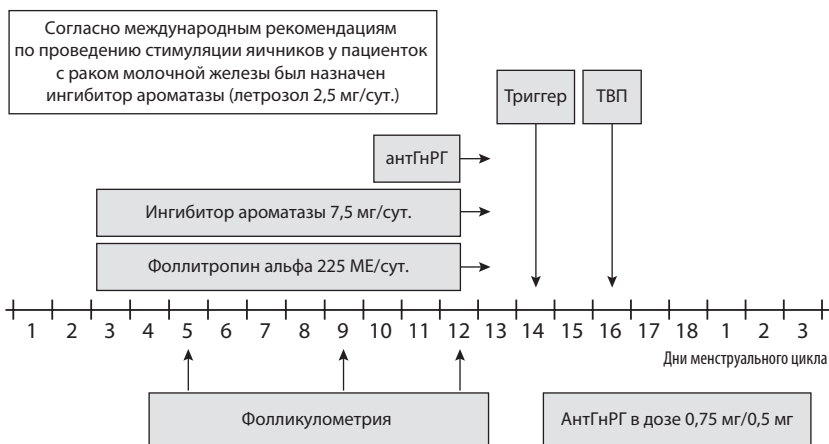 Согласно международным рекомендациям
по проведению стимуляции яичников у пациенток
с раком молочной железы был назначен
ингибитор ароматазы (летрозол 2,5 мг/сут.)
Триггер
ТВП
антГнРГ
Ингибитор ароматазы 7,5 мг/сут.
Фоллитропин альфа 225 МЕ/сут.
1 2 3 4 5 6 7 8 9 10 11 12 13 14 15 16 17 18 1 2 3
Дни менструального цикла
Фолликулометрия
АнтГнРГ в дозе 0,75 мг/0,5 мг